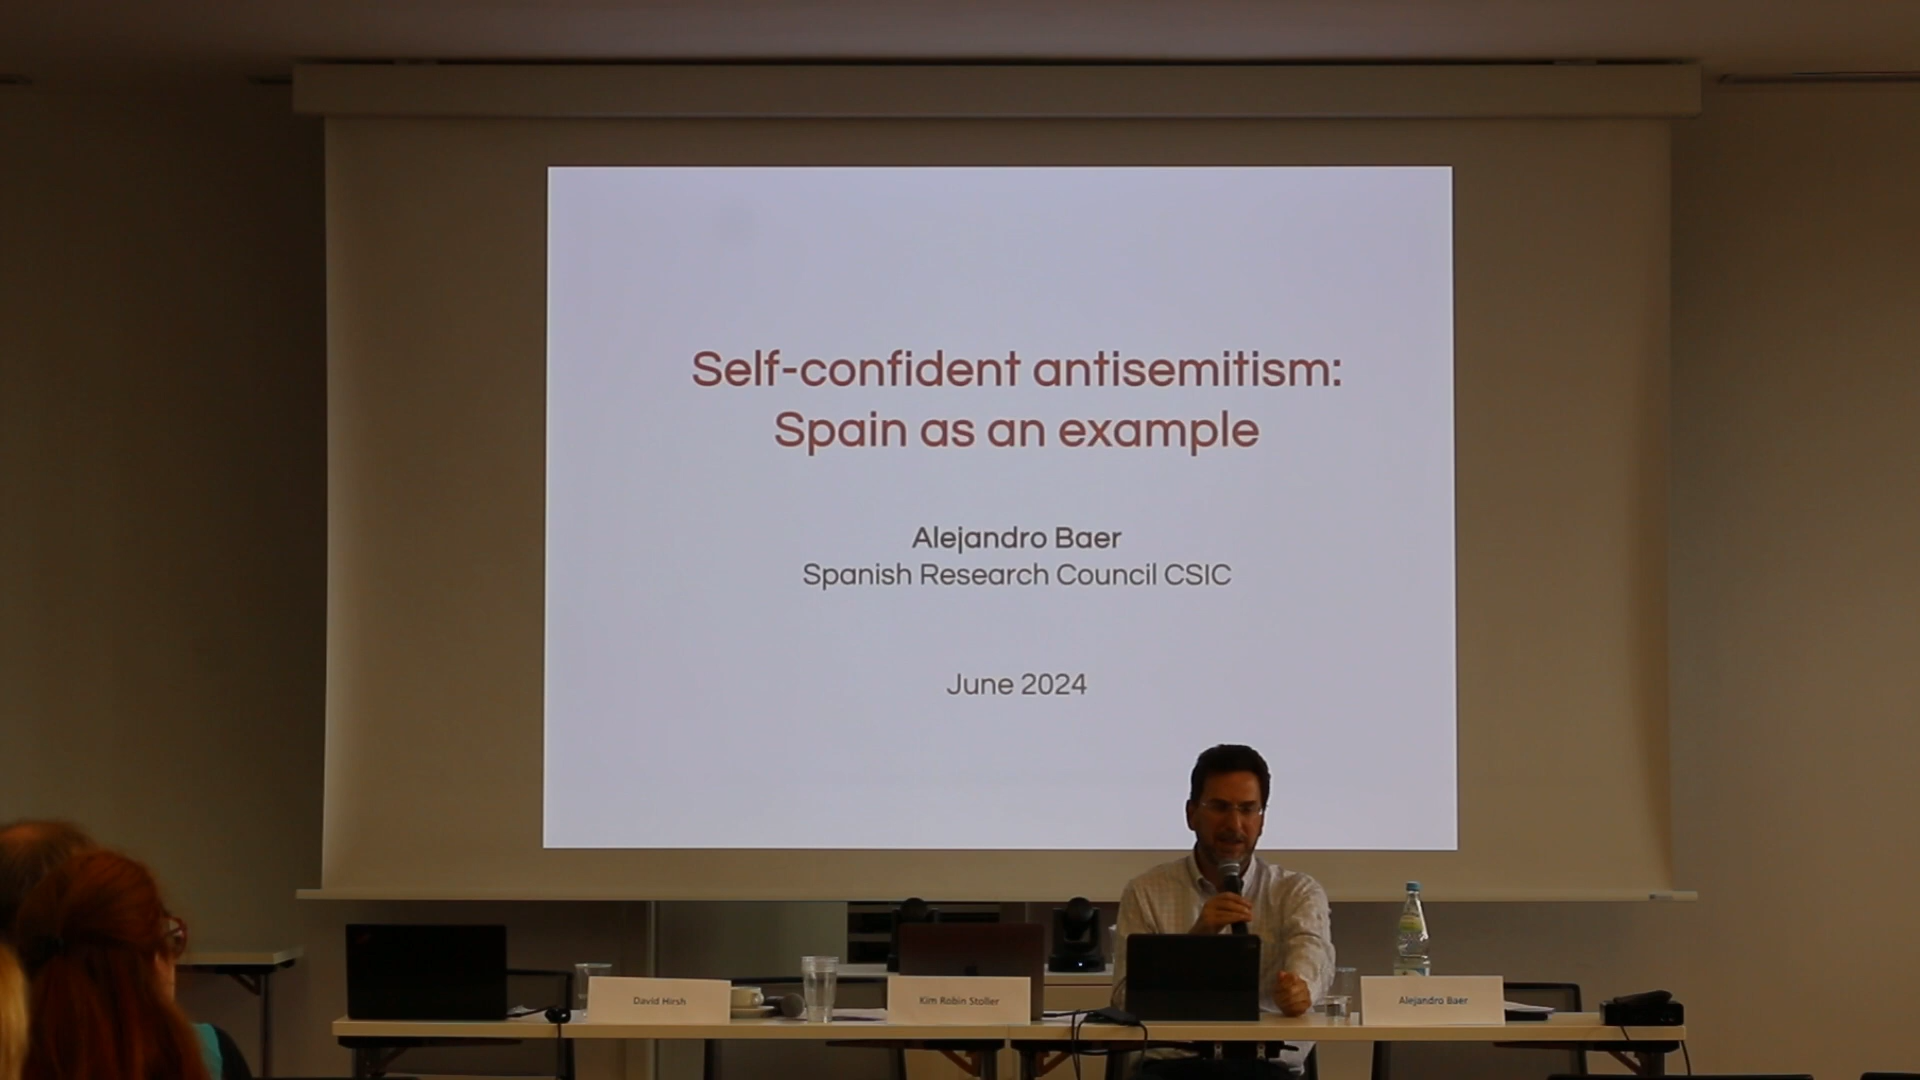 Self-confident antisemitism:
Spain as an example
Alejandro Baer
Spanish Research Council CSIC
June 2024
David Hirsh
Kim Robin Stoller
Alejandro Baer